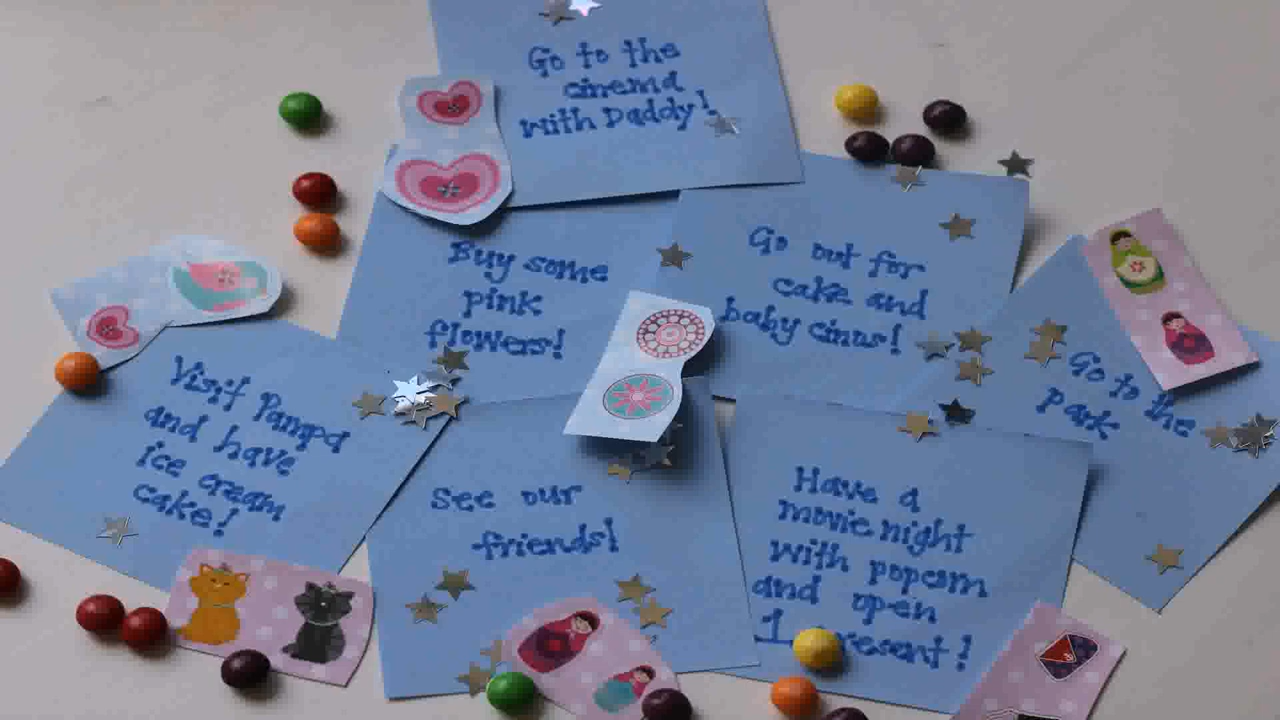 Go to the
cinema
with Daddy!
Buy some
pink
flowers!
Go out for
cake and
baby cinos!
Go to the
park
Visit Pampa
and have
ice cream
cake!
See our
friends!
Have a
movie night
with popcorn
and open
1 present!